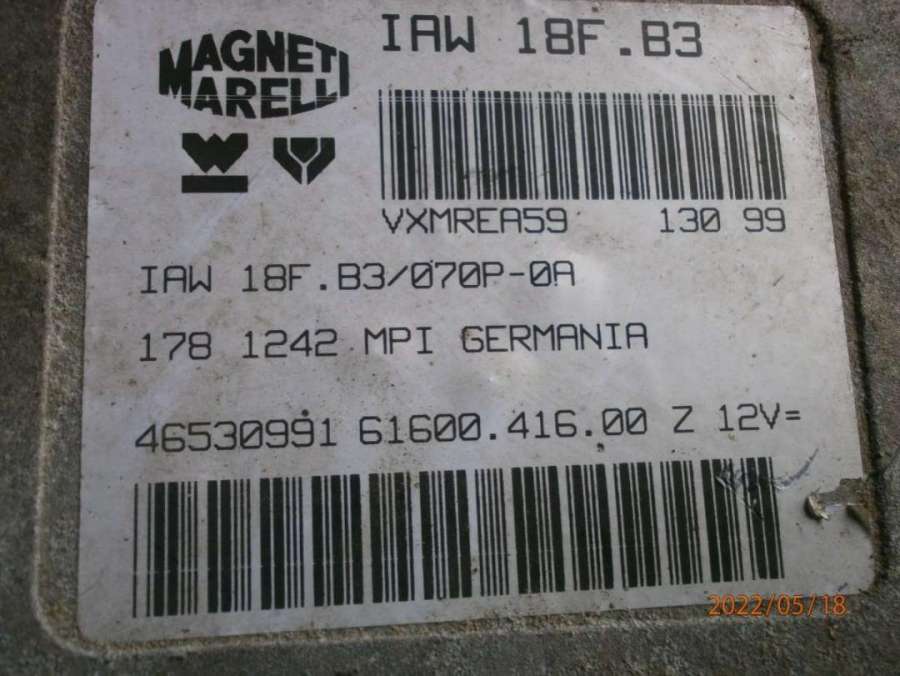 IAW 18F.B3
MAGNETI
MARELLI
VXMREA59 130 99
IAW 18F.B3/070P-0A
178 1242 MPI GERMANIA
46530991 61600.416.00 Z 12V=
2022/05/18